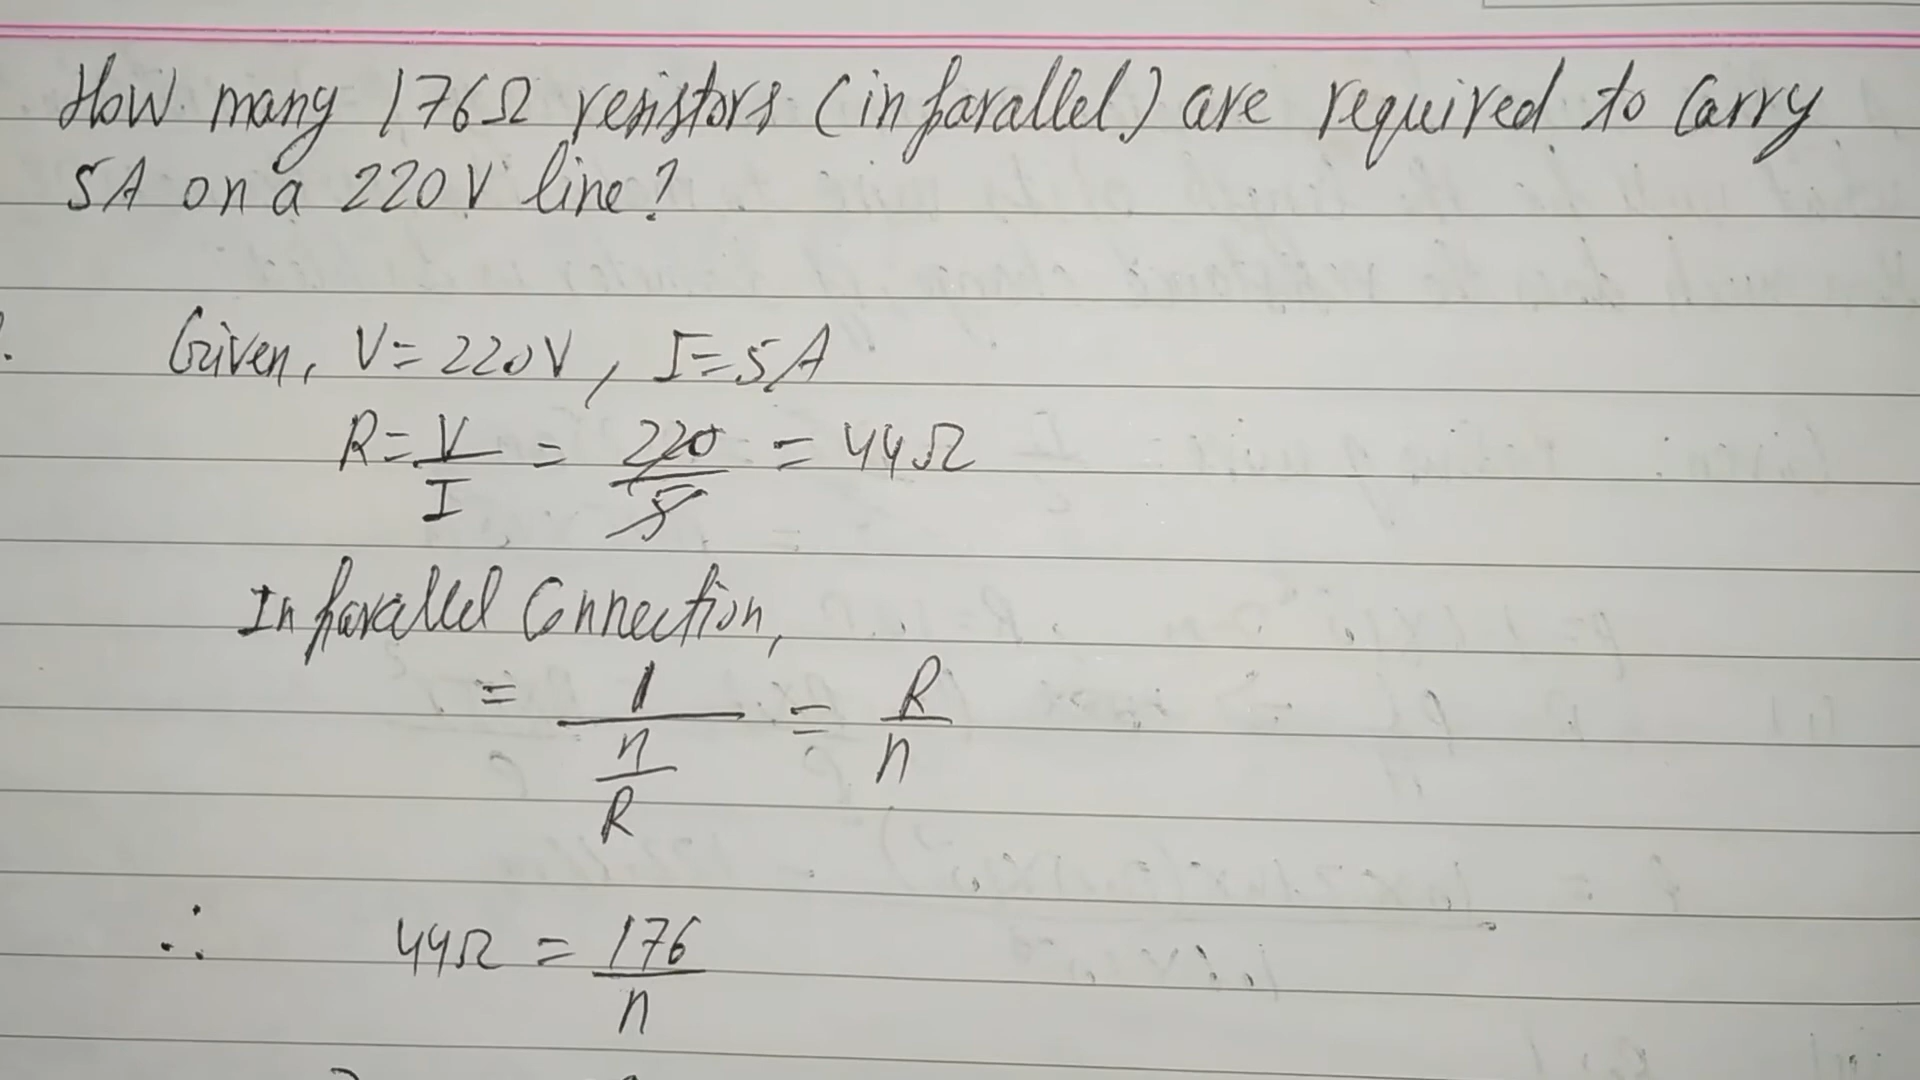 How many 176Ω resistors (in parallel) are required to carry
5A on a 220V line?
Given, V=220V, I=5A
R=V/I = 220/5 = 44Ω
In parallel Connection,
= 1/(n/R) = R/n
∴ 44Ω = 176/n